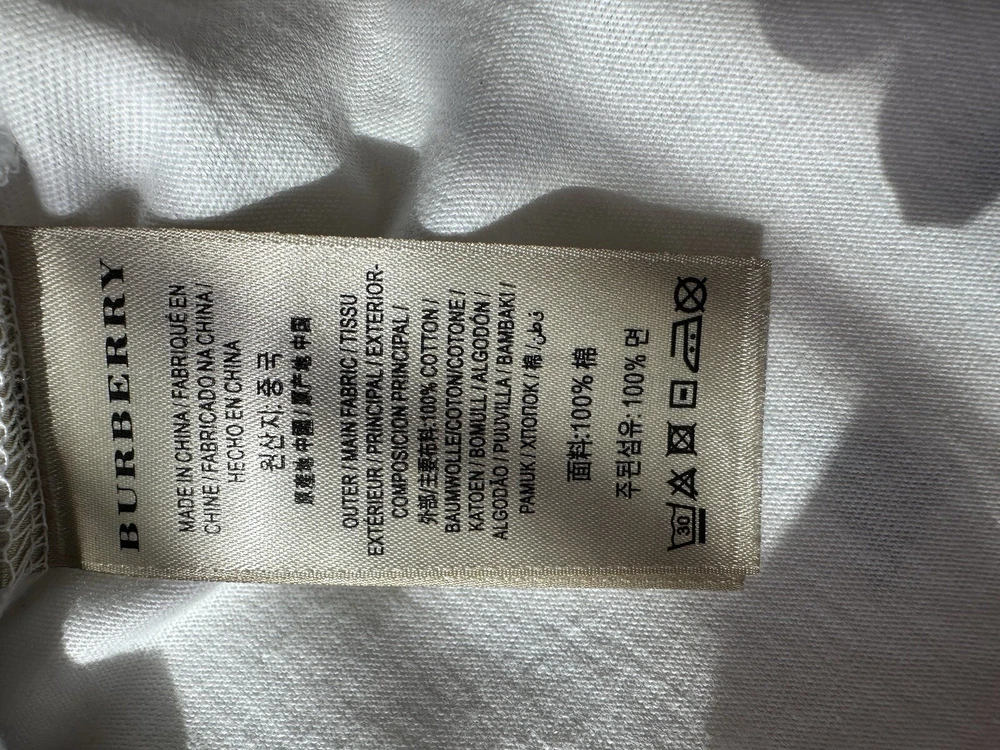 BURBERRY
MADE IN CHINA / FABRIQUÉ EN
CHINE / FABRICADO NA CHINA /
HECHO EN CHINA
원산지: 중국
原產地 中國 / 原产地 中国
OUTER / MAIN FABRIC / TISSU
EXTÉRIEUR / PRINCIPAL / EXTERIOR-
COMPOSICION PRINCIPAL /
外部/主要布料:100% COTTON /
BAUMWOLLE/COTON/COTONE /
KATOEN / BOMULL / ALGODÓN /
ALGODÃO / PUUVILLA / BAMBAKI /
PAMUK / ХЛОПОК / 棉 / قطن
面料:100% 棉
주된섬유: 100% 면
30